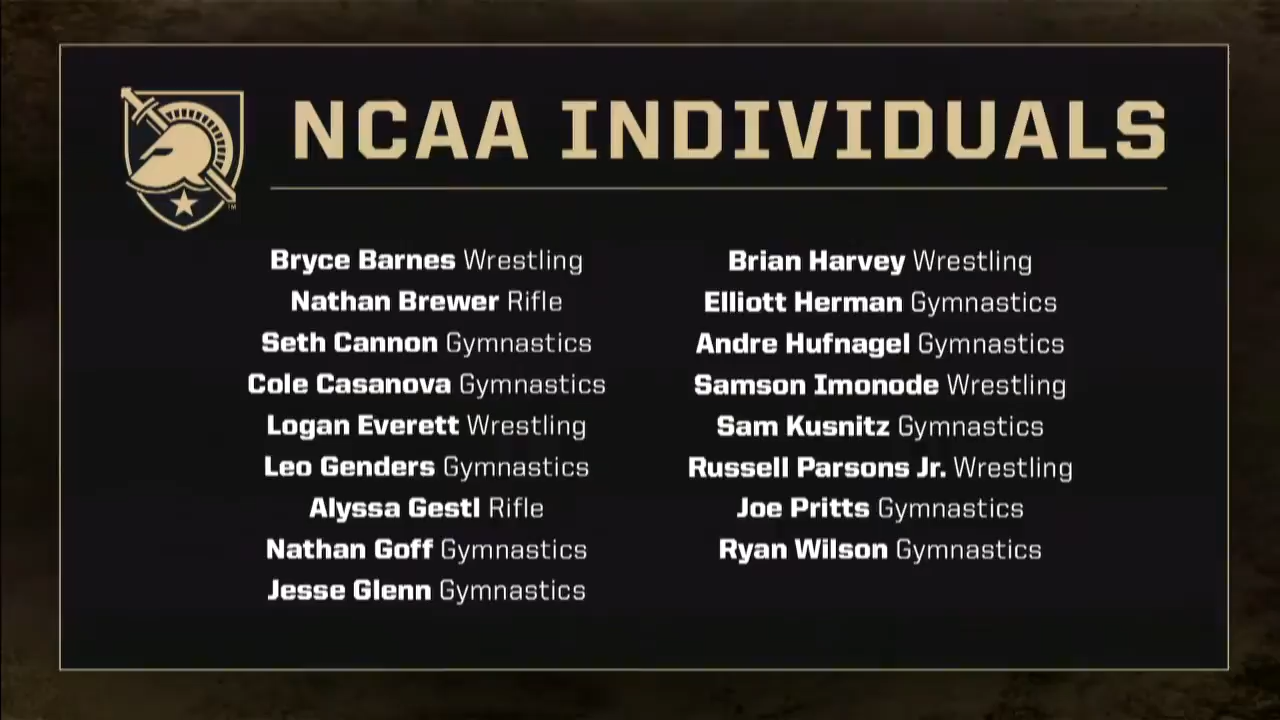 NCAA INDIVIDUALS
TM
Bryce Barnes Wrestling
Nathan Brewer Rifle
Seth Cannon Gymnastics
Cole Casanova Gymnastics
Logan Everett Wrestling
Leo Genders Gymnastics
Alyssa Gestl Rifle
Nathan Goff Gymnastics
Jesse Glenn Gymnastics
Brian Harvey Wrestling
Elliott Herman Gymnastics
Andre Hufnagel Gymnastics
Samson Imonode Wrestling
Sam Kusnitz Gymnastics
Russell Parsons Jr. Wrestling
Joe Pritts Gymnastics
Ryan Wilson Gymnastics